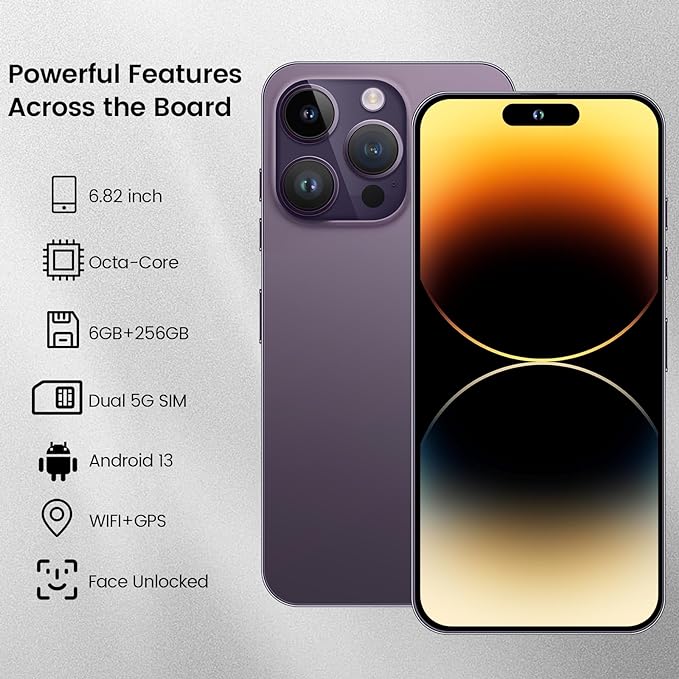 Powerful Features
Across the Board
6.82 inch
Octa-Core
6GB+256GB
Dual 5G SIM
Android 13
WIFI+GPS
Face Unlocked